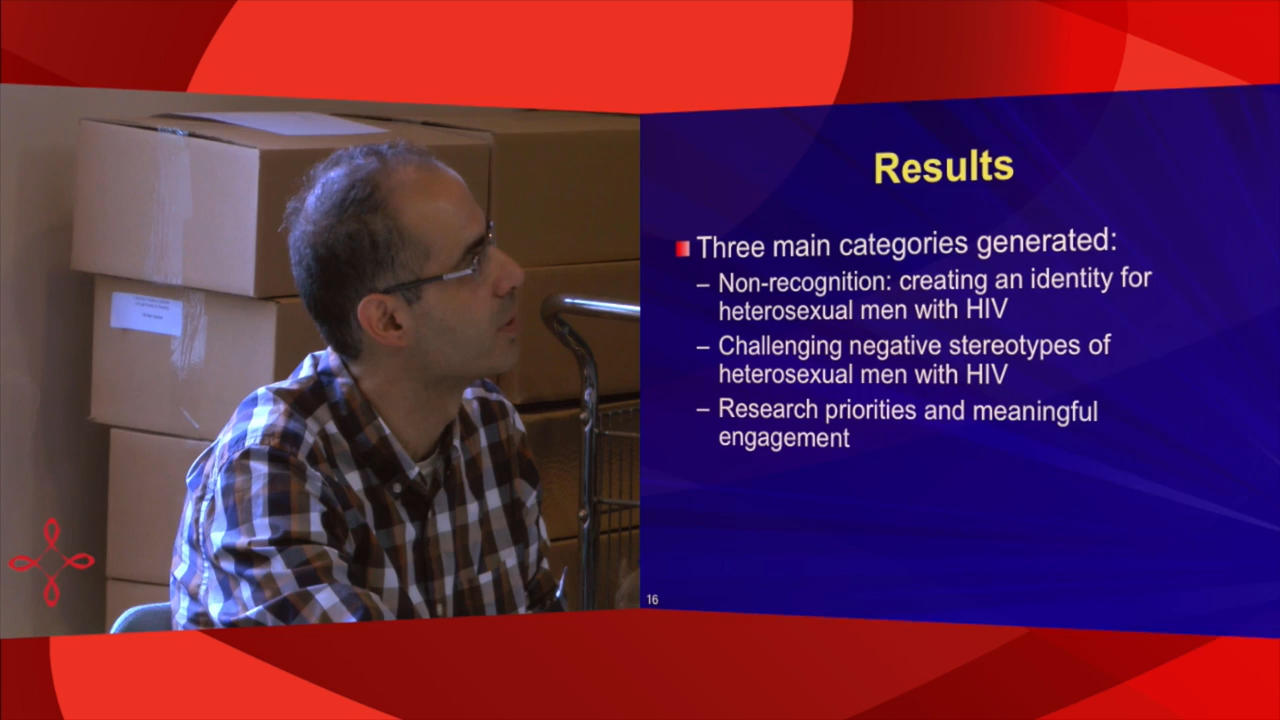 Results
Three main categories generated:
– Non-recognition: creating an identity for
heterosexual men with HIV
– Challenging negative stereotypes of
heterosexual men with HIV
– Research priorities and meaningful
engagement
16